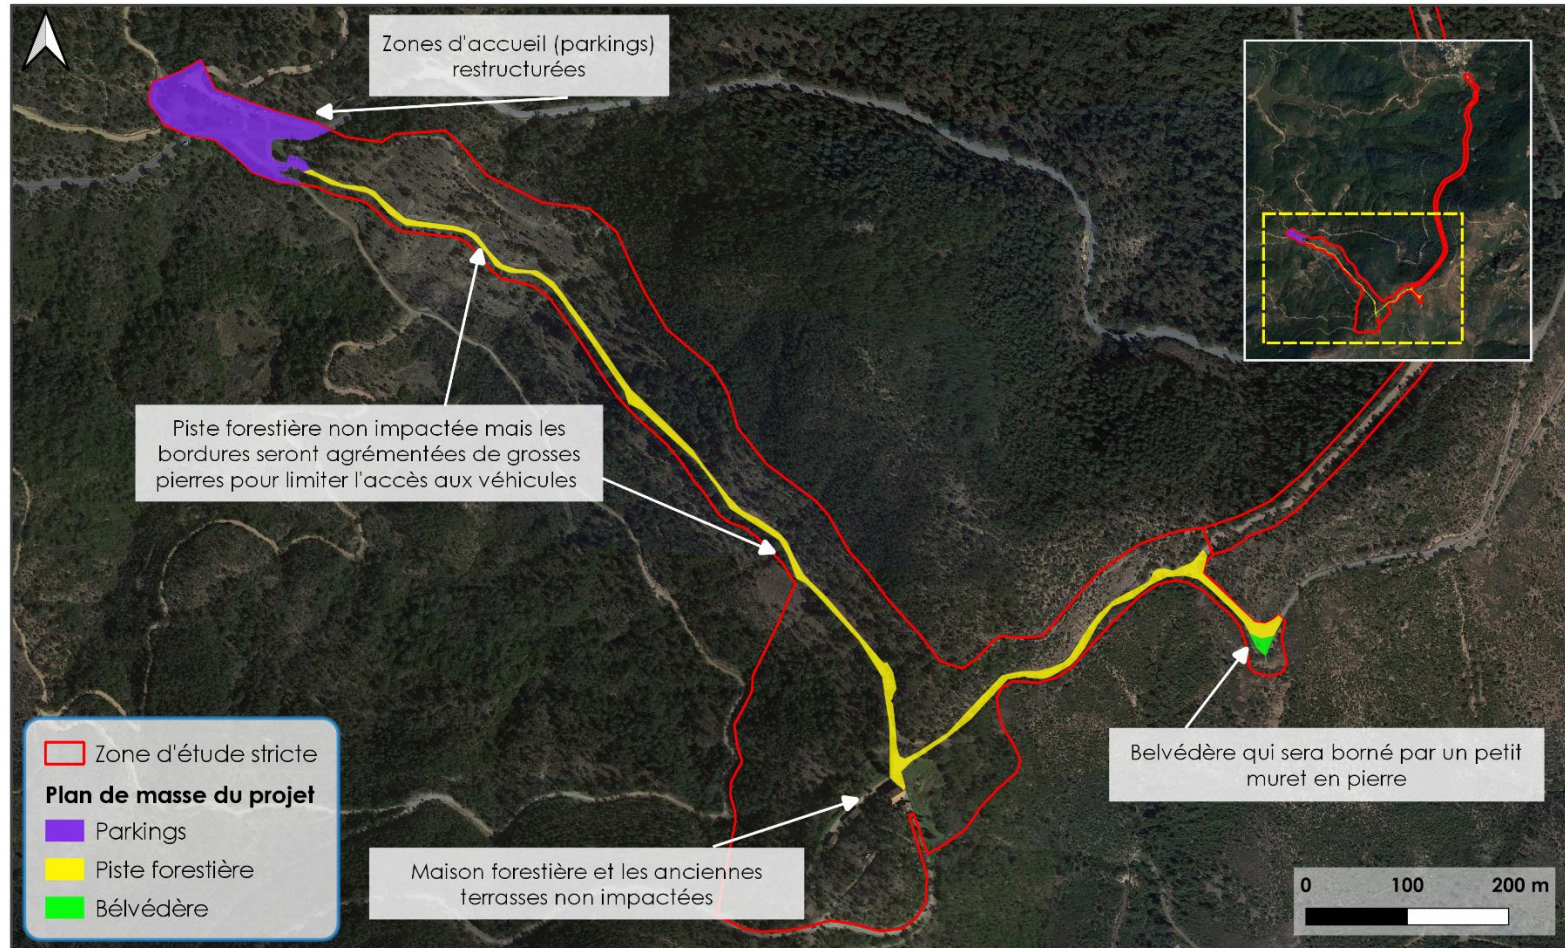 Zones d'accueil (parkings)
restructurées
Piste forestière non impactée mais les
bordures seront agrémentées de grosses
pierres pour limiter l'accès aux véhicules
Belvédère qui sera borné par un petit
muret en pierre
Maison forestière et les anciennes
terrasses non impactées
Zone d'étude stricte
Plan de masse du projet
Parkings
Piste forestière
Bélvédère
0 100 200 m